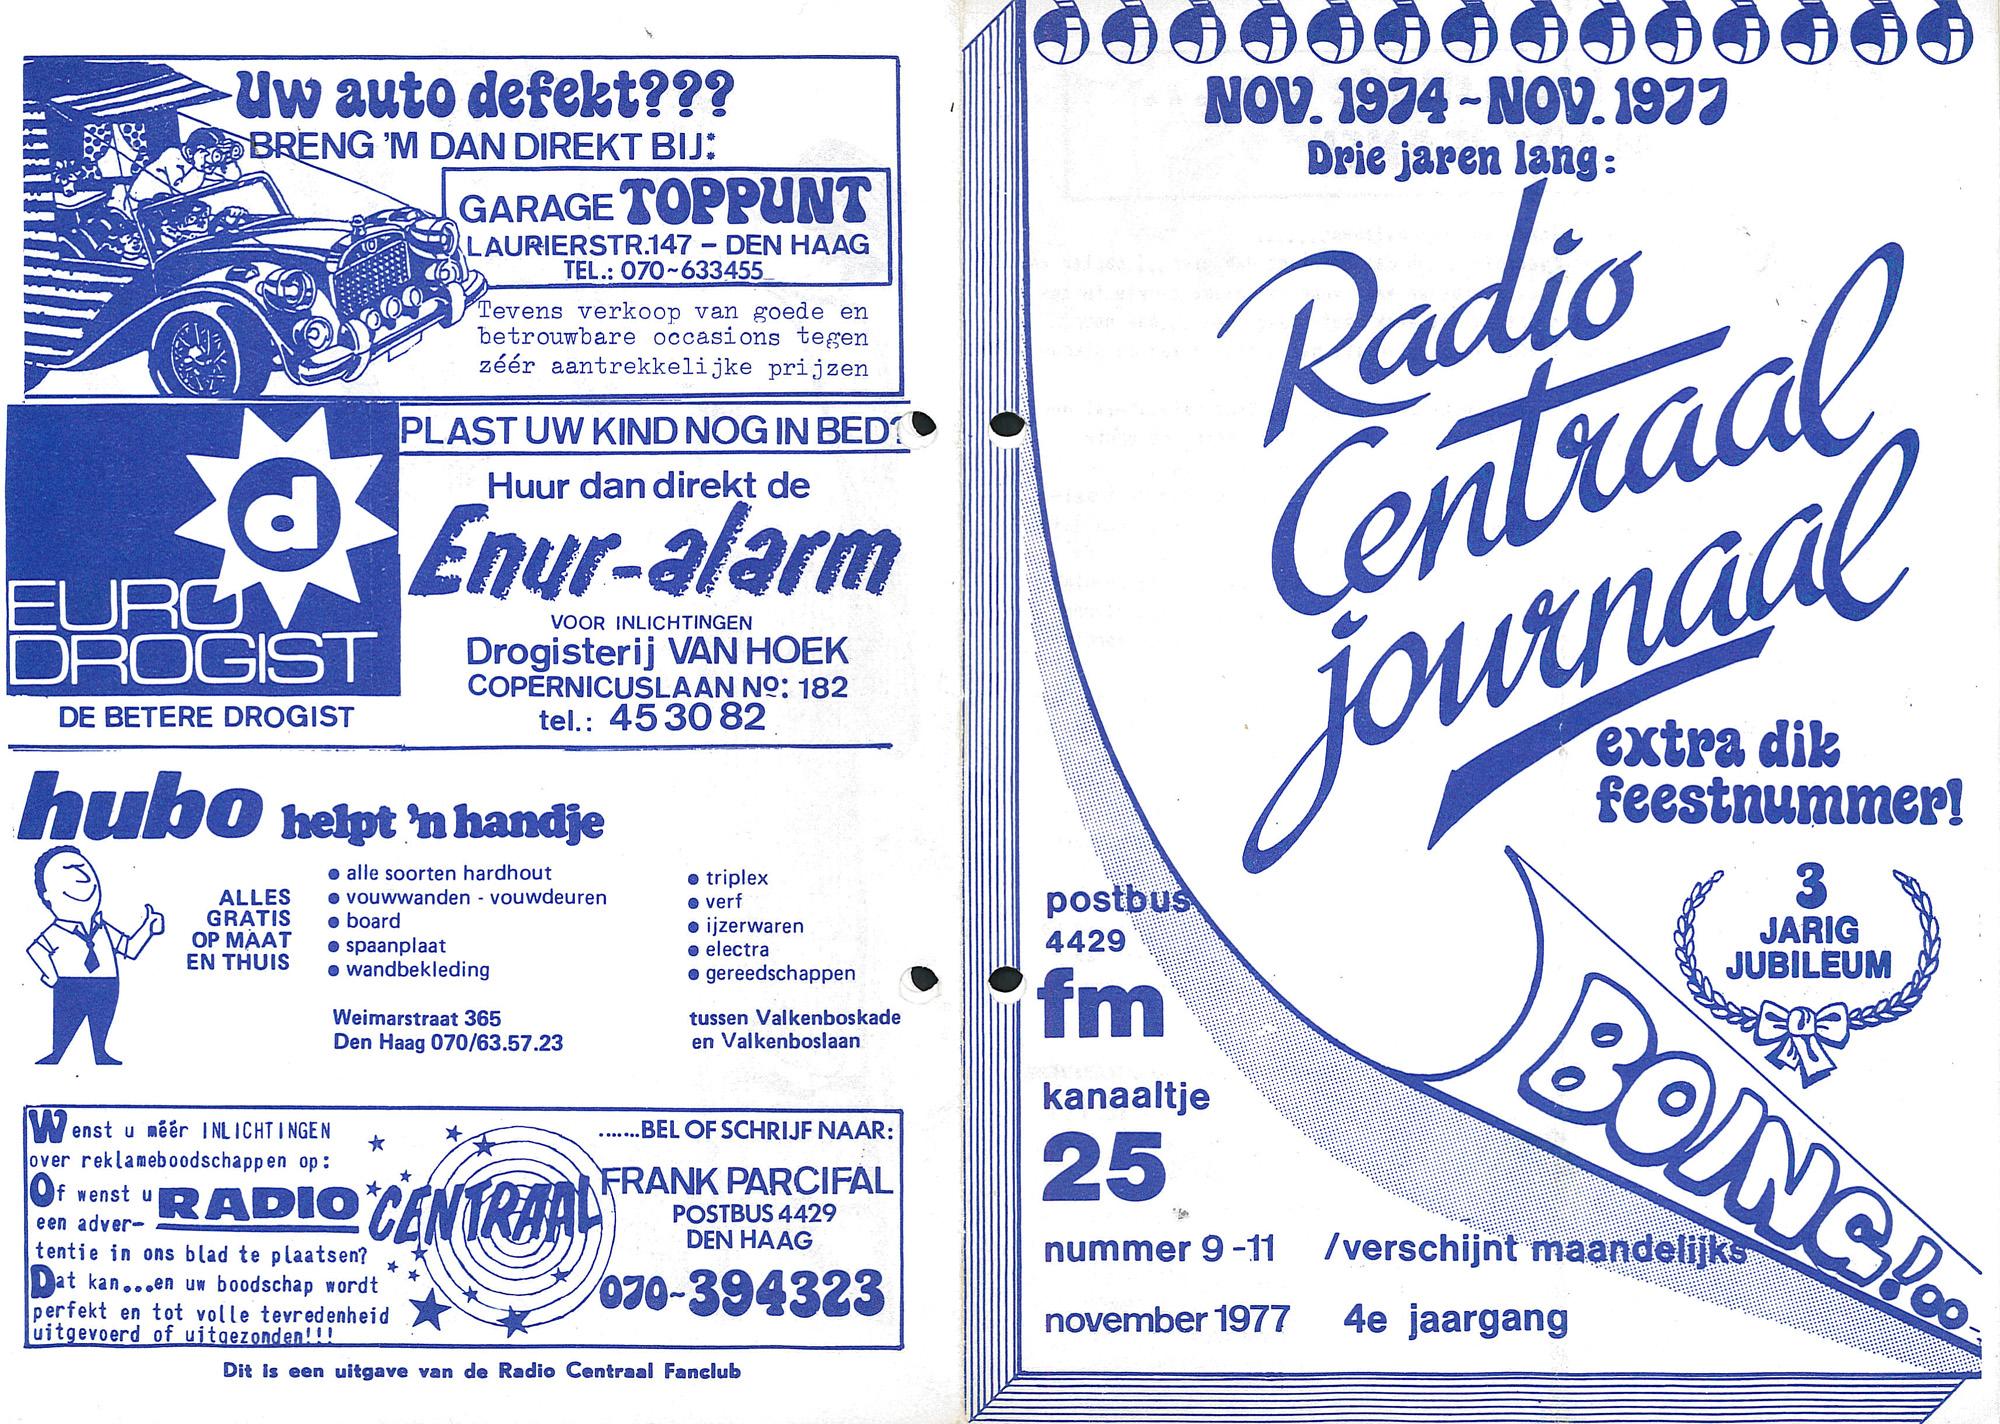 Uw auto defekt???
BRENG 'M DAN DIREKT BIJ:
GARAGE TOPPUNT
LAURIERSTR.147 – DEN HAAG
TEL.: 070~633455
Tevens verkoop van goede en
betrouwbare occasions tegen
zéér aantrekkelijke prijzen
d
EURO
DROGIST
DE BETERE DROGIST
PLAST UW KIND NOG IN BED?
Huur dan direkt de
Enur-alarm
VOOR INLICHTINGEN
Drogisterij VAN HOEK
COPERNICUSLAAN Nº: 182
tel.: 45 30 82
hubo helpt 'n handje
ALLES
GRATIS
OP MAAT
EN THUIS
● alle soorten hardhout
● vouwwanden - vouwdeuren
● board
● spaanplaat
● wandbekleding
● triplex
● verf
● ijzerwaren
● electra
● gereedschappen
Weimarstraat 365
Den Haag 070/63.57.23
tussen Valkenboskade
en Valkenboslaan
Wenst u méér INLICHTINGEN
over reklameboodschappen op:
RADIO CENTRAAL
Of wenst u
een adver-
tentie in ons blad te plaatsen?
Dat kan...en uw boodschap wordt
perfekt en tot volle tevredenheid
uitgevoerd of uitgezonden!!!
......BEL OF SCHRIJF NAAR:
FRANK PARCIFAL
POSTBUS 4429
DEN HAAG
070~394323
Dit is een uitgave van de Radio Centraal Fanclub
NOV. 1974 ~ NOV. 1977
Drie jaren lang:
Radio
Centraal
journaal
extra dik
feestnummer!
3
JARIG
JUBILEUM
BOING!
postbus
4429
fm
kanaaltje
25
nummer 9 -11 /verschijnt maandelijks
november 1977 4e jaargang